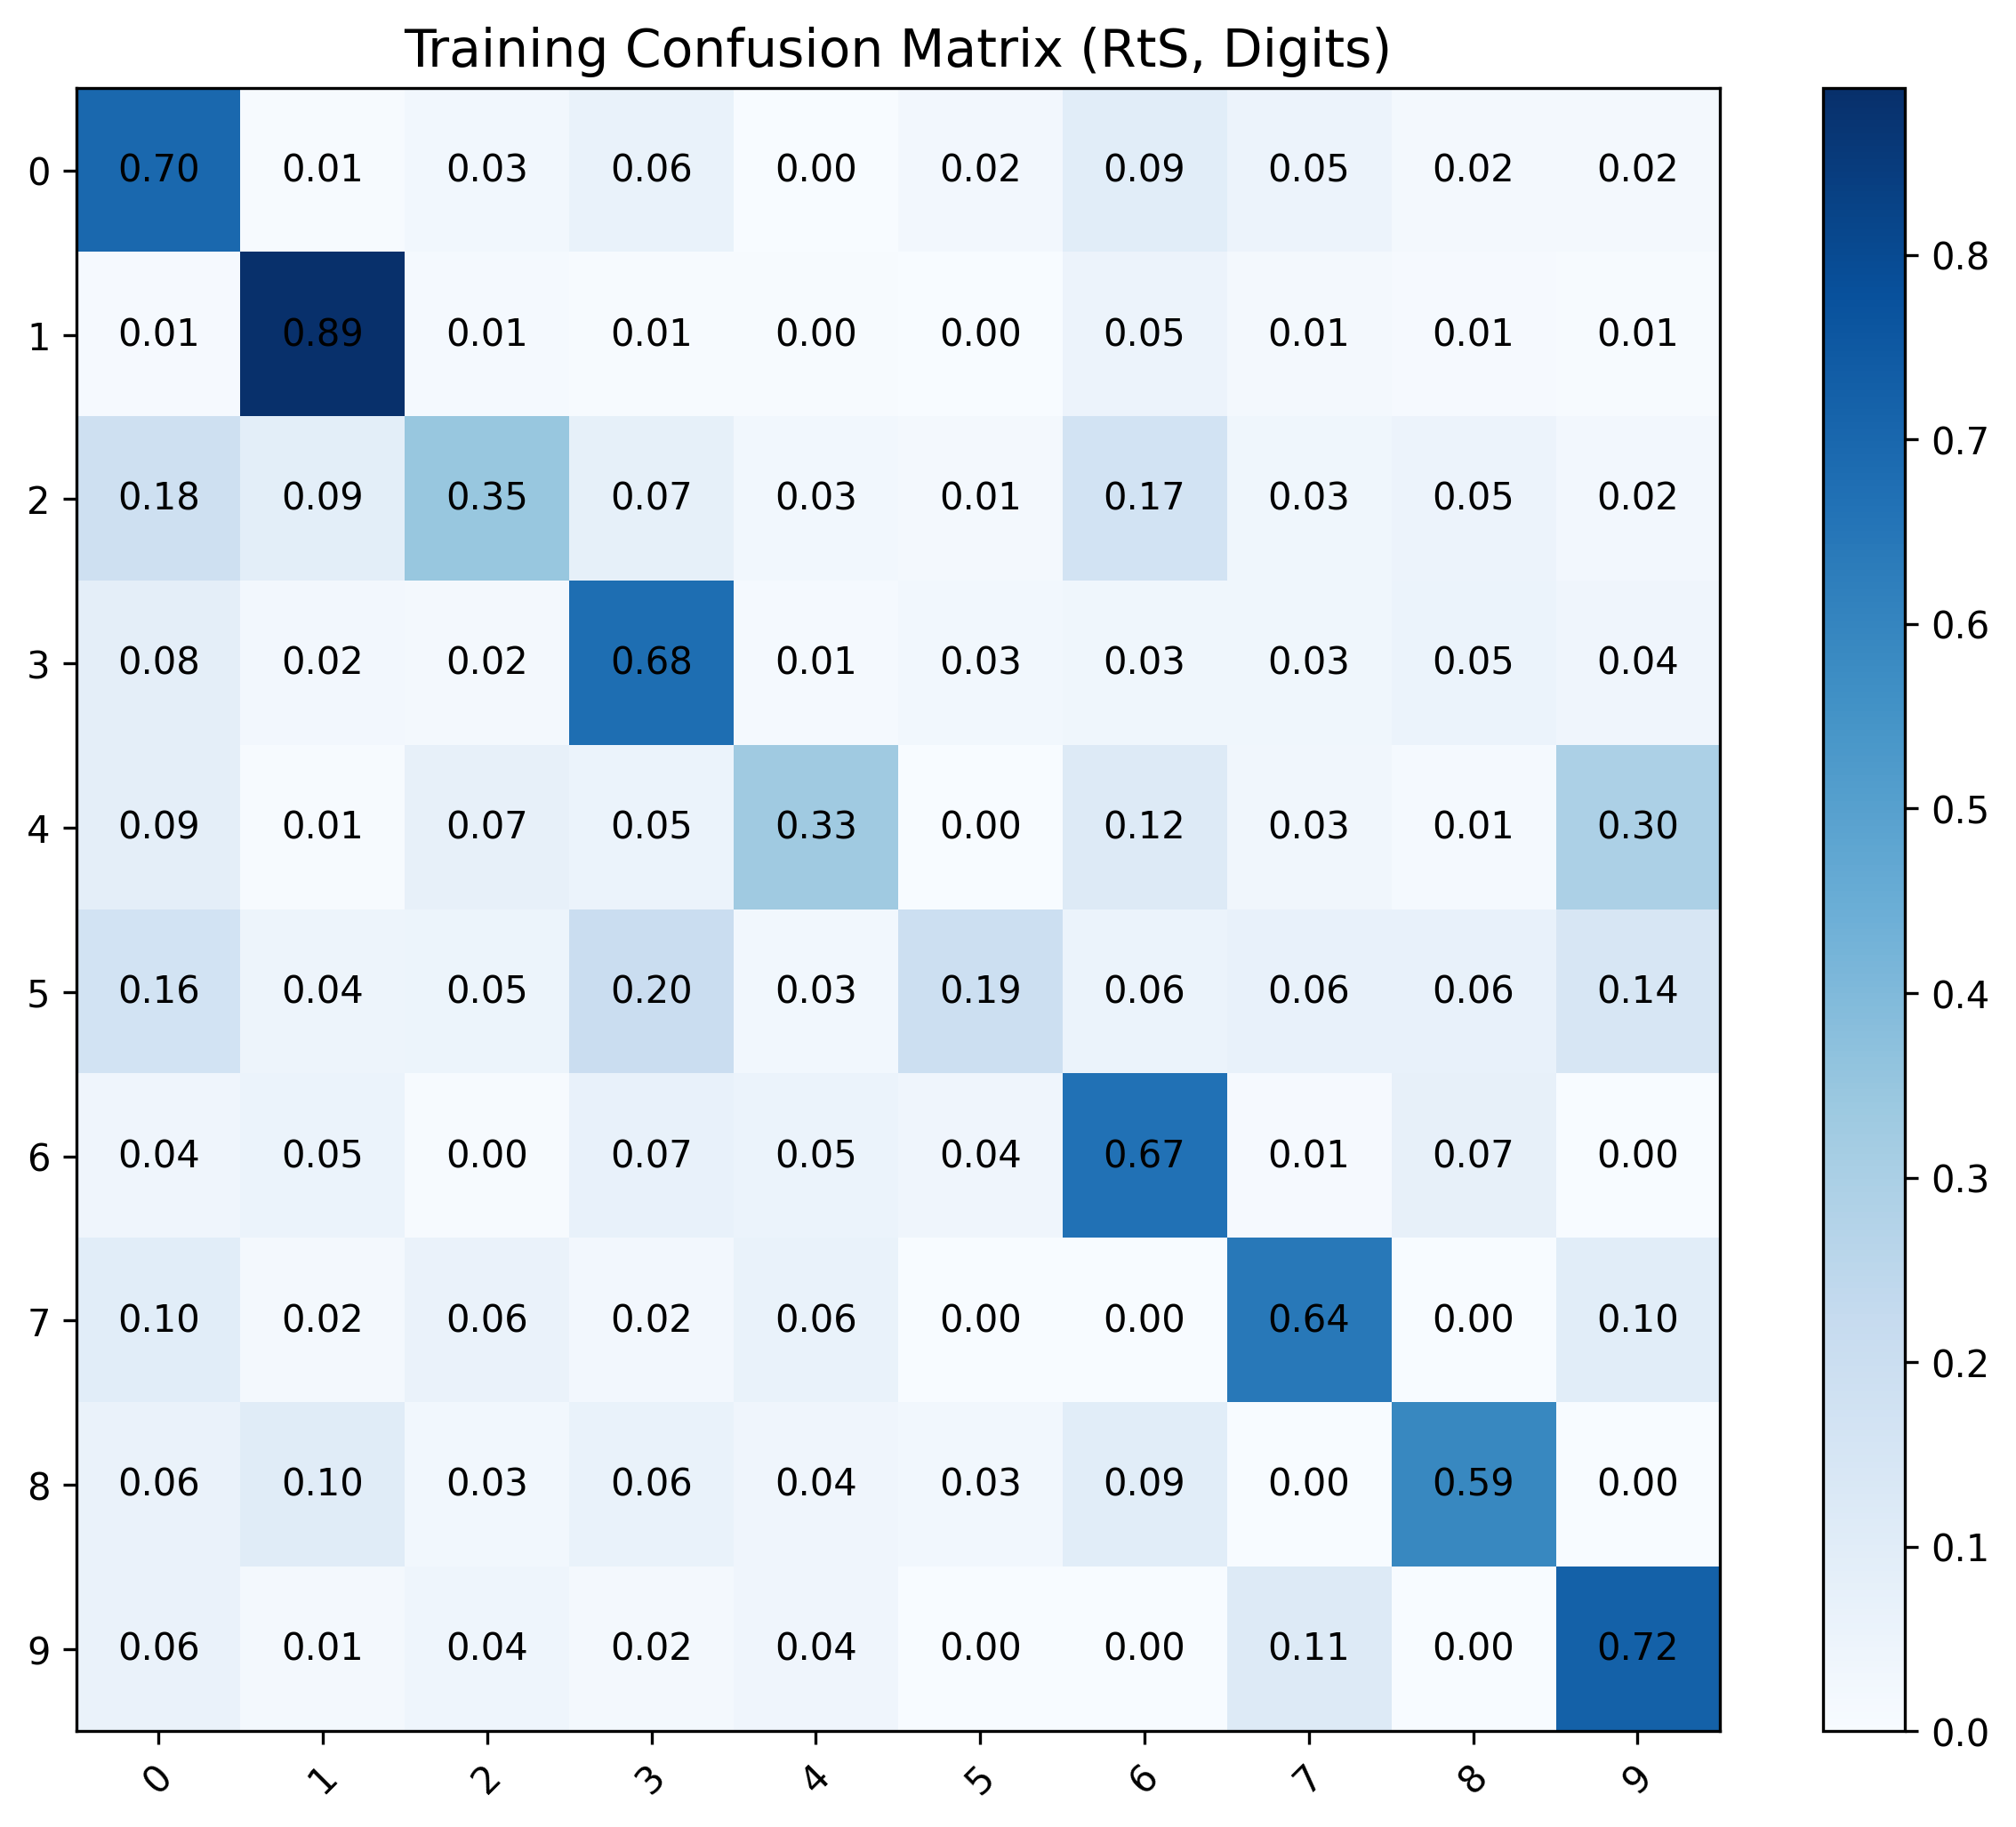 Training Confusion Matrix (RtS, Digits)
0 0.70 0.01 0.03 0.06 0.00 0.02 0.09 0.05 0.02 0.02
1 0.01 0.89 0.01 0.01 0.00 0.00 0.05 0.01 0.01 0.01
2 0.18 0.09 0.35 0.07 0.03 0.01 0.17 0.03 0.05 0.02
3 0.08 0.02 0.02 0.68 0.01 0.03 0.03 0.03 0.05 0.04
4 0.09 0.01 0.07 0.05 0.33 0.00 0.12 0.03 0.01 0.30
5 0.16 0.04 0.05 0.20 0.03 0.19 0.06 0.06 0.06 0.14
6 0.04 0.05 0.00 0.07 0.05 0.04 0.67 0.01 0.07 0.00
7 0.10 0.02 0.06 0.02 0.06 0.00 0.00 0.64 0.00 0.10
8 0.06 0.10 0.03 0.06 0.04 0.03 0.09 0.00 0.59 0.00
9 0.06 0.01 0.04 0.02 0.04 0.00 0.00 0.11 0.00 0.72
0 1 2 3 4 5 6 7 8 9
0.8
0.7
0.6
0.5
0.4
0.3
0.2
0.1
0.0